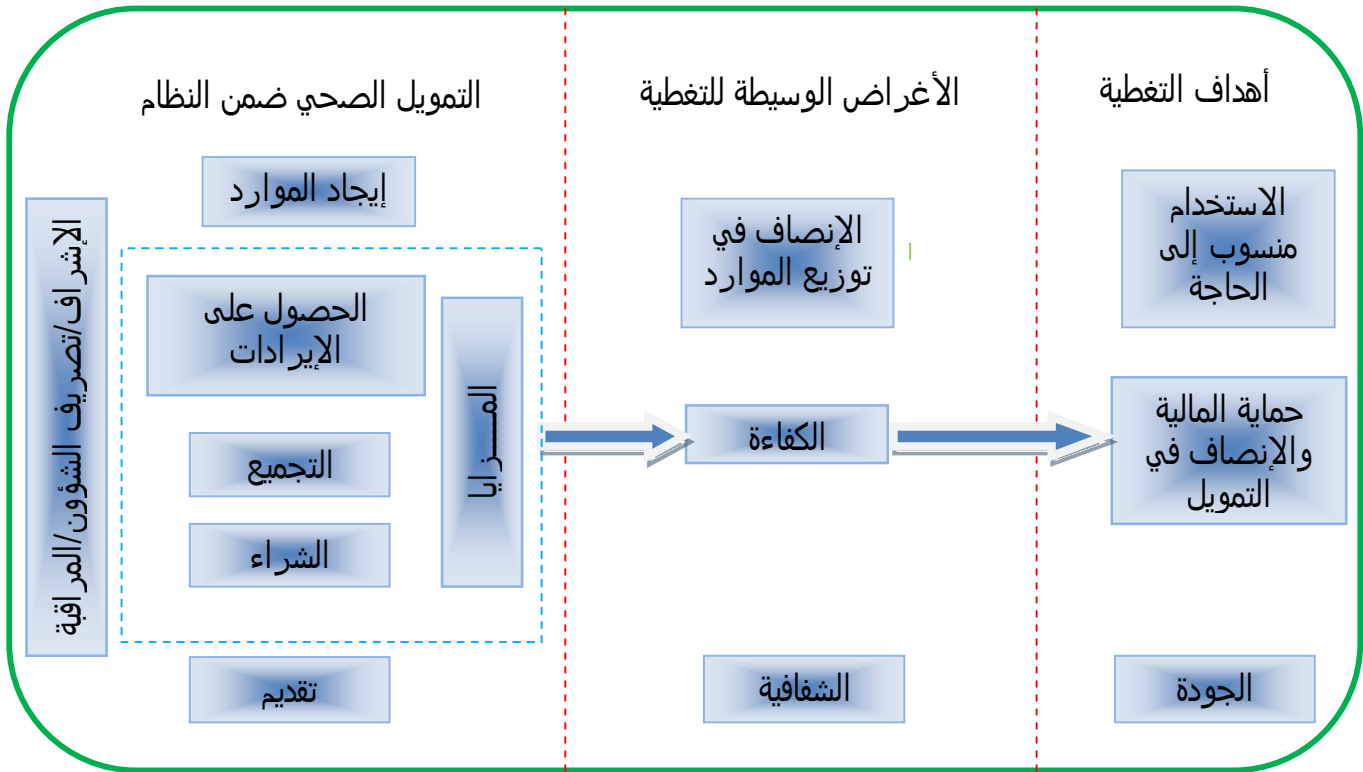 أهداف التغطية
الأغراض الوسيطة للتغطية
التمويل الصحي ضمن النظام
الاستخدام
منسوب إلى
الحاجة
حماية المالية
والإنصاف في
التمويل
الجودة
الإنصاف في
توزيع الموارد
الكفاءة
الشفافية
إيجاد الموارد
الحصول على
الإيرادات
التجميع
الشراء
المـــزايا
تقديم
الإشراف/تصريف الشؤون/المراقبة